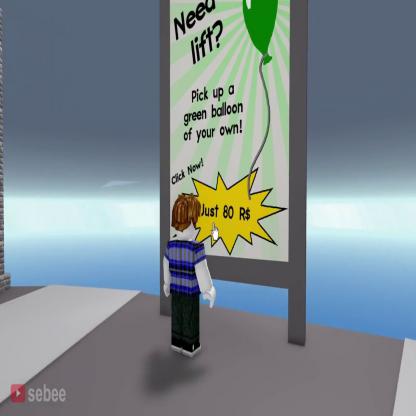 Need
lift?
Pick up a
green balloon
of your own!
Click Now!
Just 80 R$
sebee